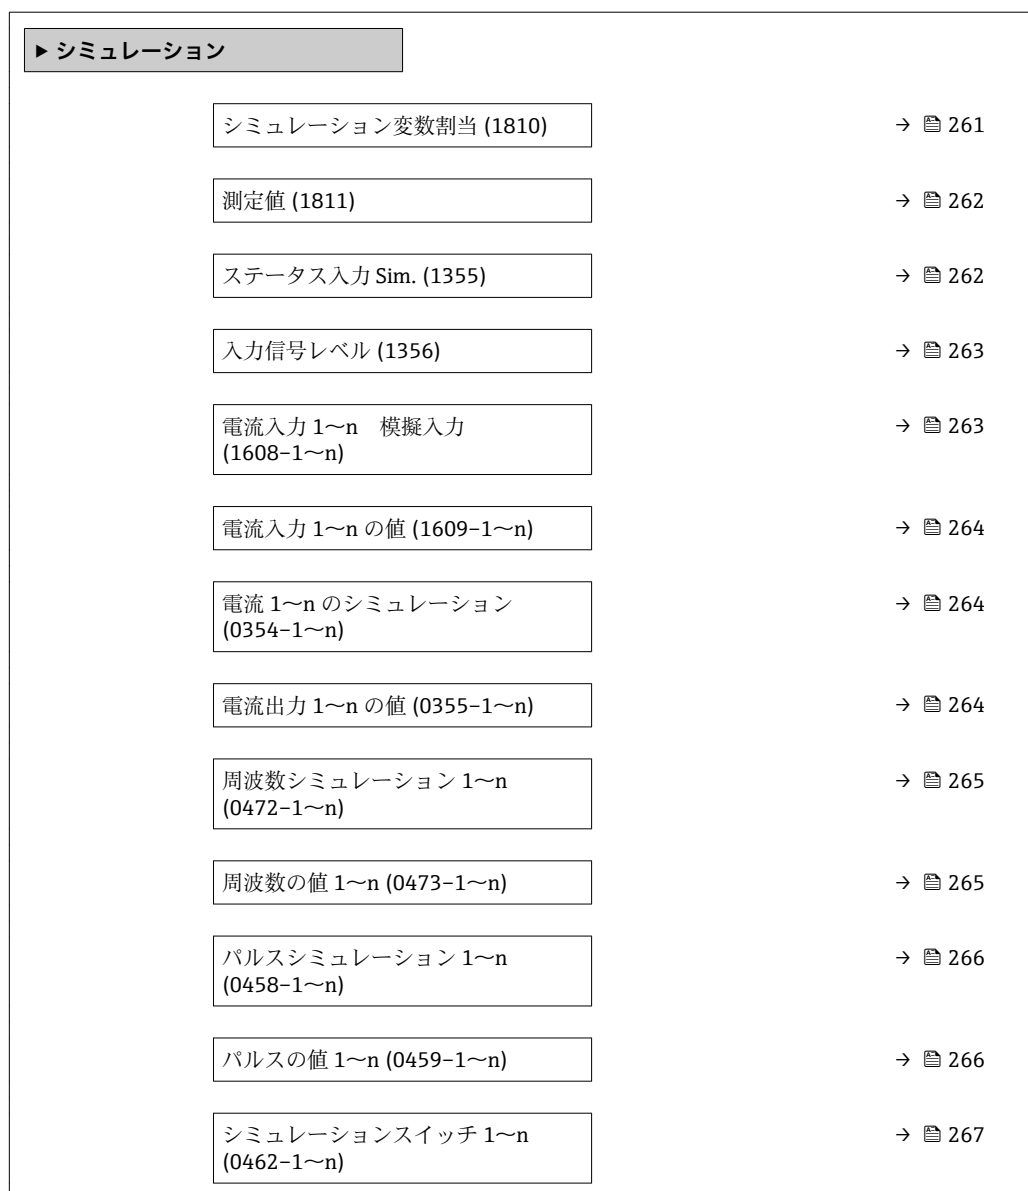 ▶ シミュレーション
シミュレーション変数割当 (1810) → 261
測定値 (1811) → 262
ステータス入力 Sim. (1355) → 262
入力信号レベル (1356) → 263
電流入力 1～n　模擬入力 → 263
(1608–1～n)
電流入力 1～n の値 (1609–1～n) → 264
電流 1～n のシミュレーション → 264
(0354–1～n)
電流出力 1～n の値 (0355–1～n) → 264
周波数シミュレーション 1～n → 265
(0472–1～n)
周波数の値 1～n (0473–1～n) → 265
パルスシミュレーション 1～n → 266
(0458–1～n)
パルスの値 1～n (0459–1～n) → 266
シミュレーションスイッチ 1～n → 267
(0462–1～n)